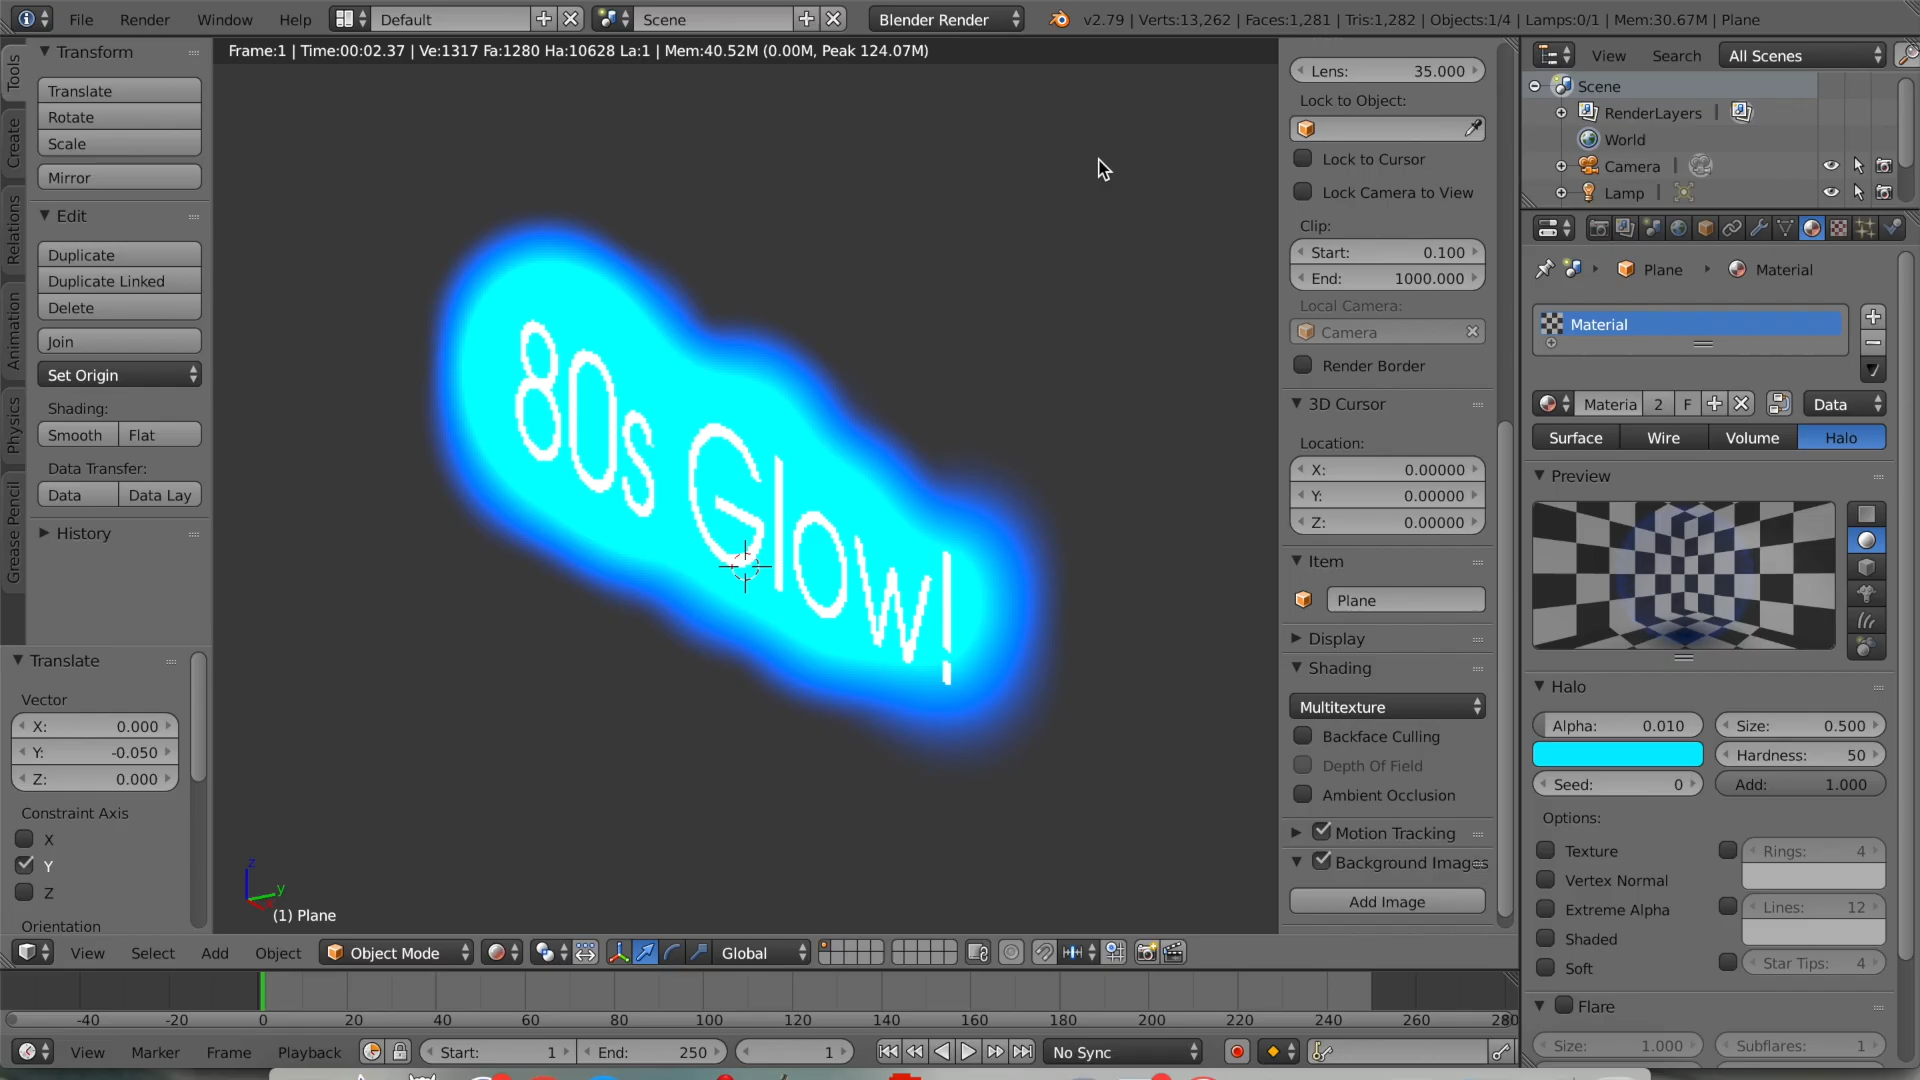 File Render Window Help Default Scene Blender Render v2.79 | Verts:13,262 | Faces:1,281 | Tris:1,282 | Objects:1/4 | Lamps:0/1 | Mem:30.67M | Plane
Frame:1 | Time:00:02.37 | Ve:1317 Fa:1280 Ha:10628 La:1 | Mem:40.52M (0.00M, Peak 124.07M)
Tools
Create
Relations
Animation
Physics
Grease Pencil
Transform
Translate
Rotate
Scale
Mirror
Edit
Duplicate
Duplicate Linked
Delete
Join
Set Origin
Shading:
Smooth Flat
Data Transfer:
Data Data Lay
History
Translate
Vector
X: 0.000
Y: -0.050
Z: 0.000
Constraint Axis
X
Y
Z
Orientation
80s Glow!
z
y
(1) Plane
Lens: 35.000
Lock to Object:
Lock to Cursor
Lock Camera to View
Clip:
Start: 0.100
End: 1000.000
Local Camera:
Camera
Render Border
3D Cursor
Location:
X: 0.00000
Y: 0.00000
Z: 0.00000
Item
Plane
Display
Shading
Multitexture
Backface Culling
Depth Of Field
Ambient Occlusion
Motion Tracking
Background Images
Add Image
View Search All Scenes
Scene
RenderLayers |
World
Camera |
Lamp |
Plane Material
Material
Materia 2 F Data
Surface Wire Volume Halo
Preview
Halo
Alpha: 0.010 Size: 0.500
Hardness: 50
Seed: 0 Add: 1.000
Options:
Texture Rings: 4
Vertex Normal
Extreme Alpha Lines: 12
Shaded
Soft Star Tips: 4
Flare
Size: 1.000 Subflares: 1
View Select Add Object Object Mode Global
-40 -20 0 20 40 60 80 100 120 140 160 180 200 220 240 260 280
View Marker Frame Playback Start: 1 End: 250 1 No Sync